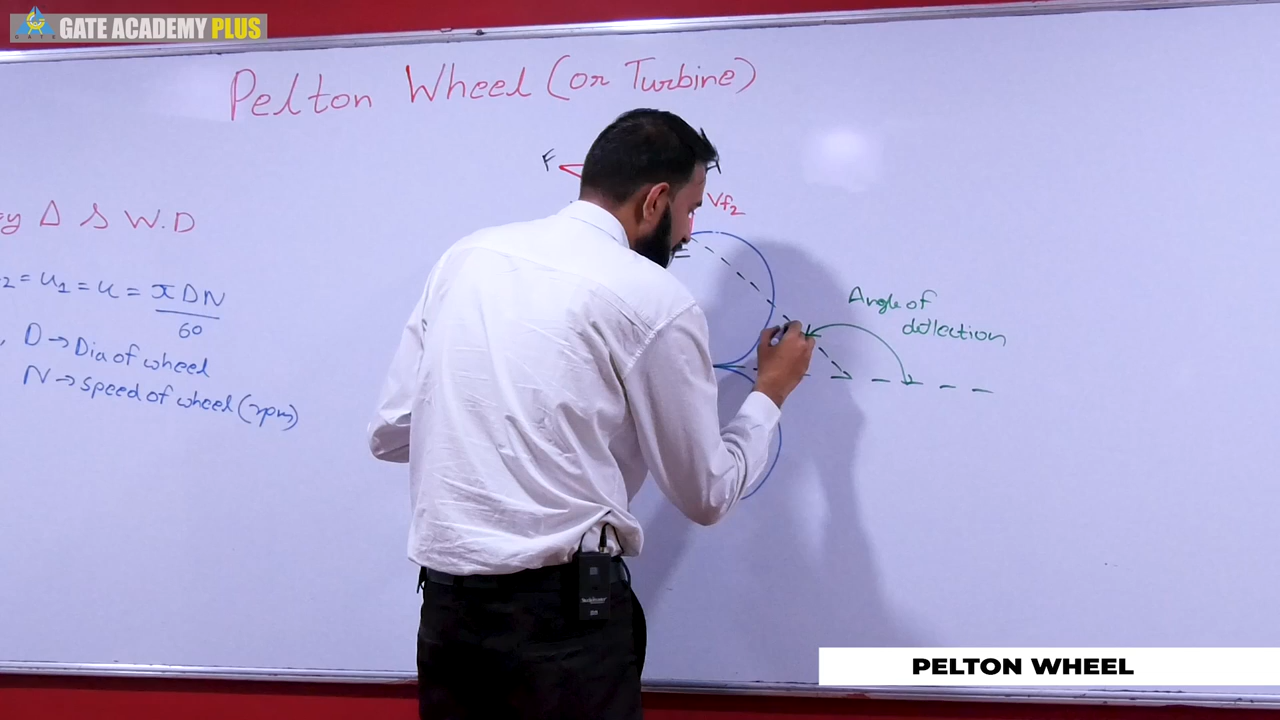 GATE ACADEMY PLUS
Pelton Wheel (or Turbine)
F
Vf2
y Δ S W.D
2 = u1 = u = πDN
60
D → Dia of wheel
N → speed of wheel (rpm)
Angle of
deflection
PELTON WHEEL